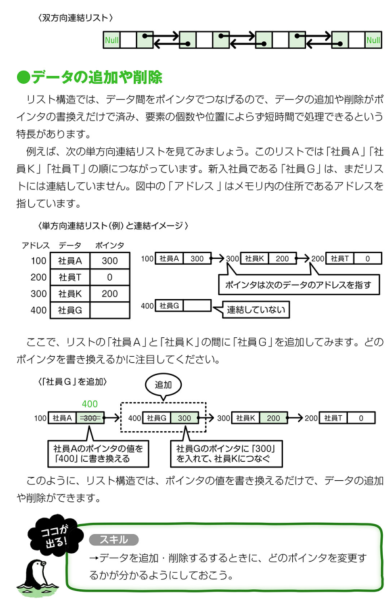 〈双方向連結リスト〉
Null Null
●データの追加や削除
リスト構造では、データ間をポインタでつなげるので、データの追加や削除がポ
インタの書換えだけで済み、要素の個数や位置によらず短時間で処理できるという
特長があります。
例えば、次の単方向連結リストを見てみましょう。このリストでは「社員A」「社
員K」「社員T」の順につながっています。新入社員である「社員G」は、まだリス
トには連結していません。図中の「アドレス」はメモリ内の住所であるアドレスを
指しています。
〈単方向連結リスト(例)と連結イメージ〉
アドレス データ ポインタ
100 社員A 300
200 社員T 0
300 社員K 200
400 社員G
100 社員A 300 300 社員K 200 200 社員T 0
ポインタは次のデータのアドレスを指す
400 社員G
連結していない
ここで、リストの「社員A」と「社員K」の間に「社員G」を追加してみます。どの
ポインタを書き換えるかに注目してください。
〈「社員G」を追加〉
追加
400
100 社員A 300 400 社員G 300 300 社員K 200 200 社員T 0
社員Aのポインタの値を
「400」に書き換える
社員Gのポインタに「300」
を入れて、社員Kにつなぐ
このように、リスト構造では、ポインタの値を書き換えるだけで、データの追加
や削除ができます。
ココが
出る!
スキル
→データを追加・削除するするときに、どのポインタを変更す
るかが分かるようにしておこう。